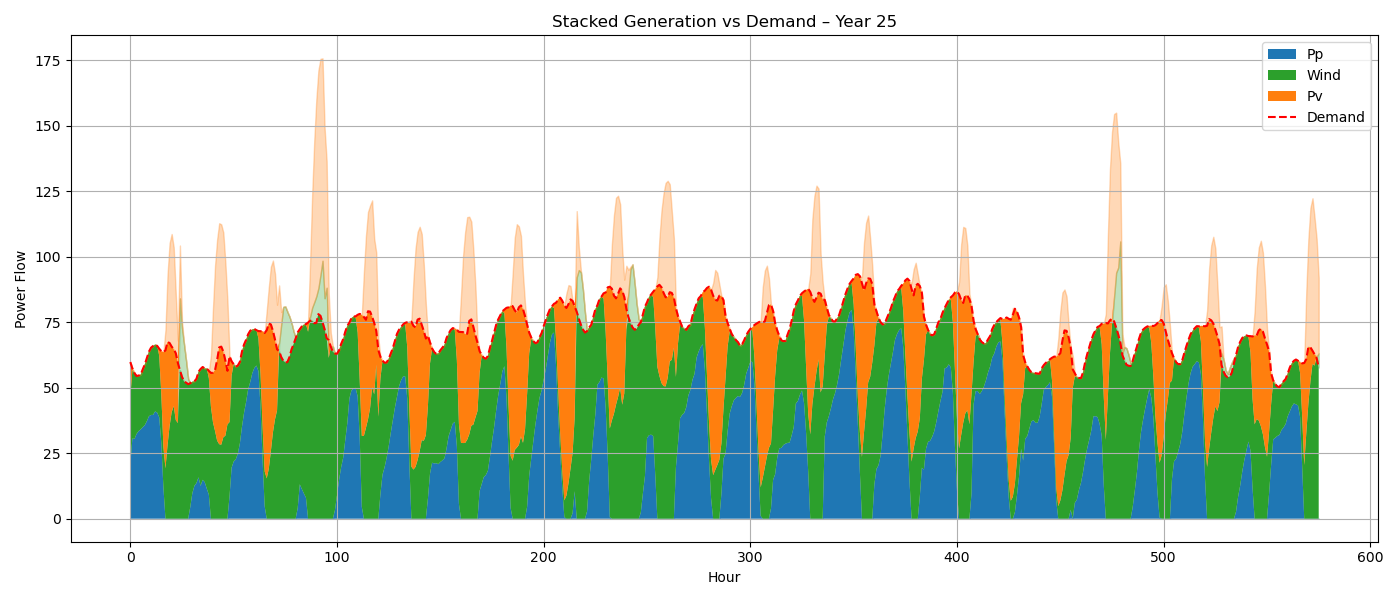 Stacked Generation vs Demand – Year 25
Power Flow
175
150
125
100
75
50
25
0
0 100 200 300 400 500 600
Hour
Pp
Wind
Pv
Demand